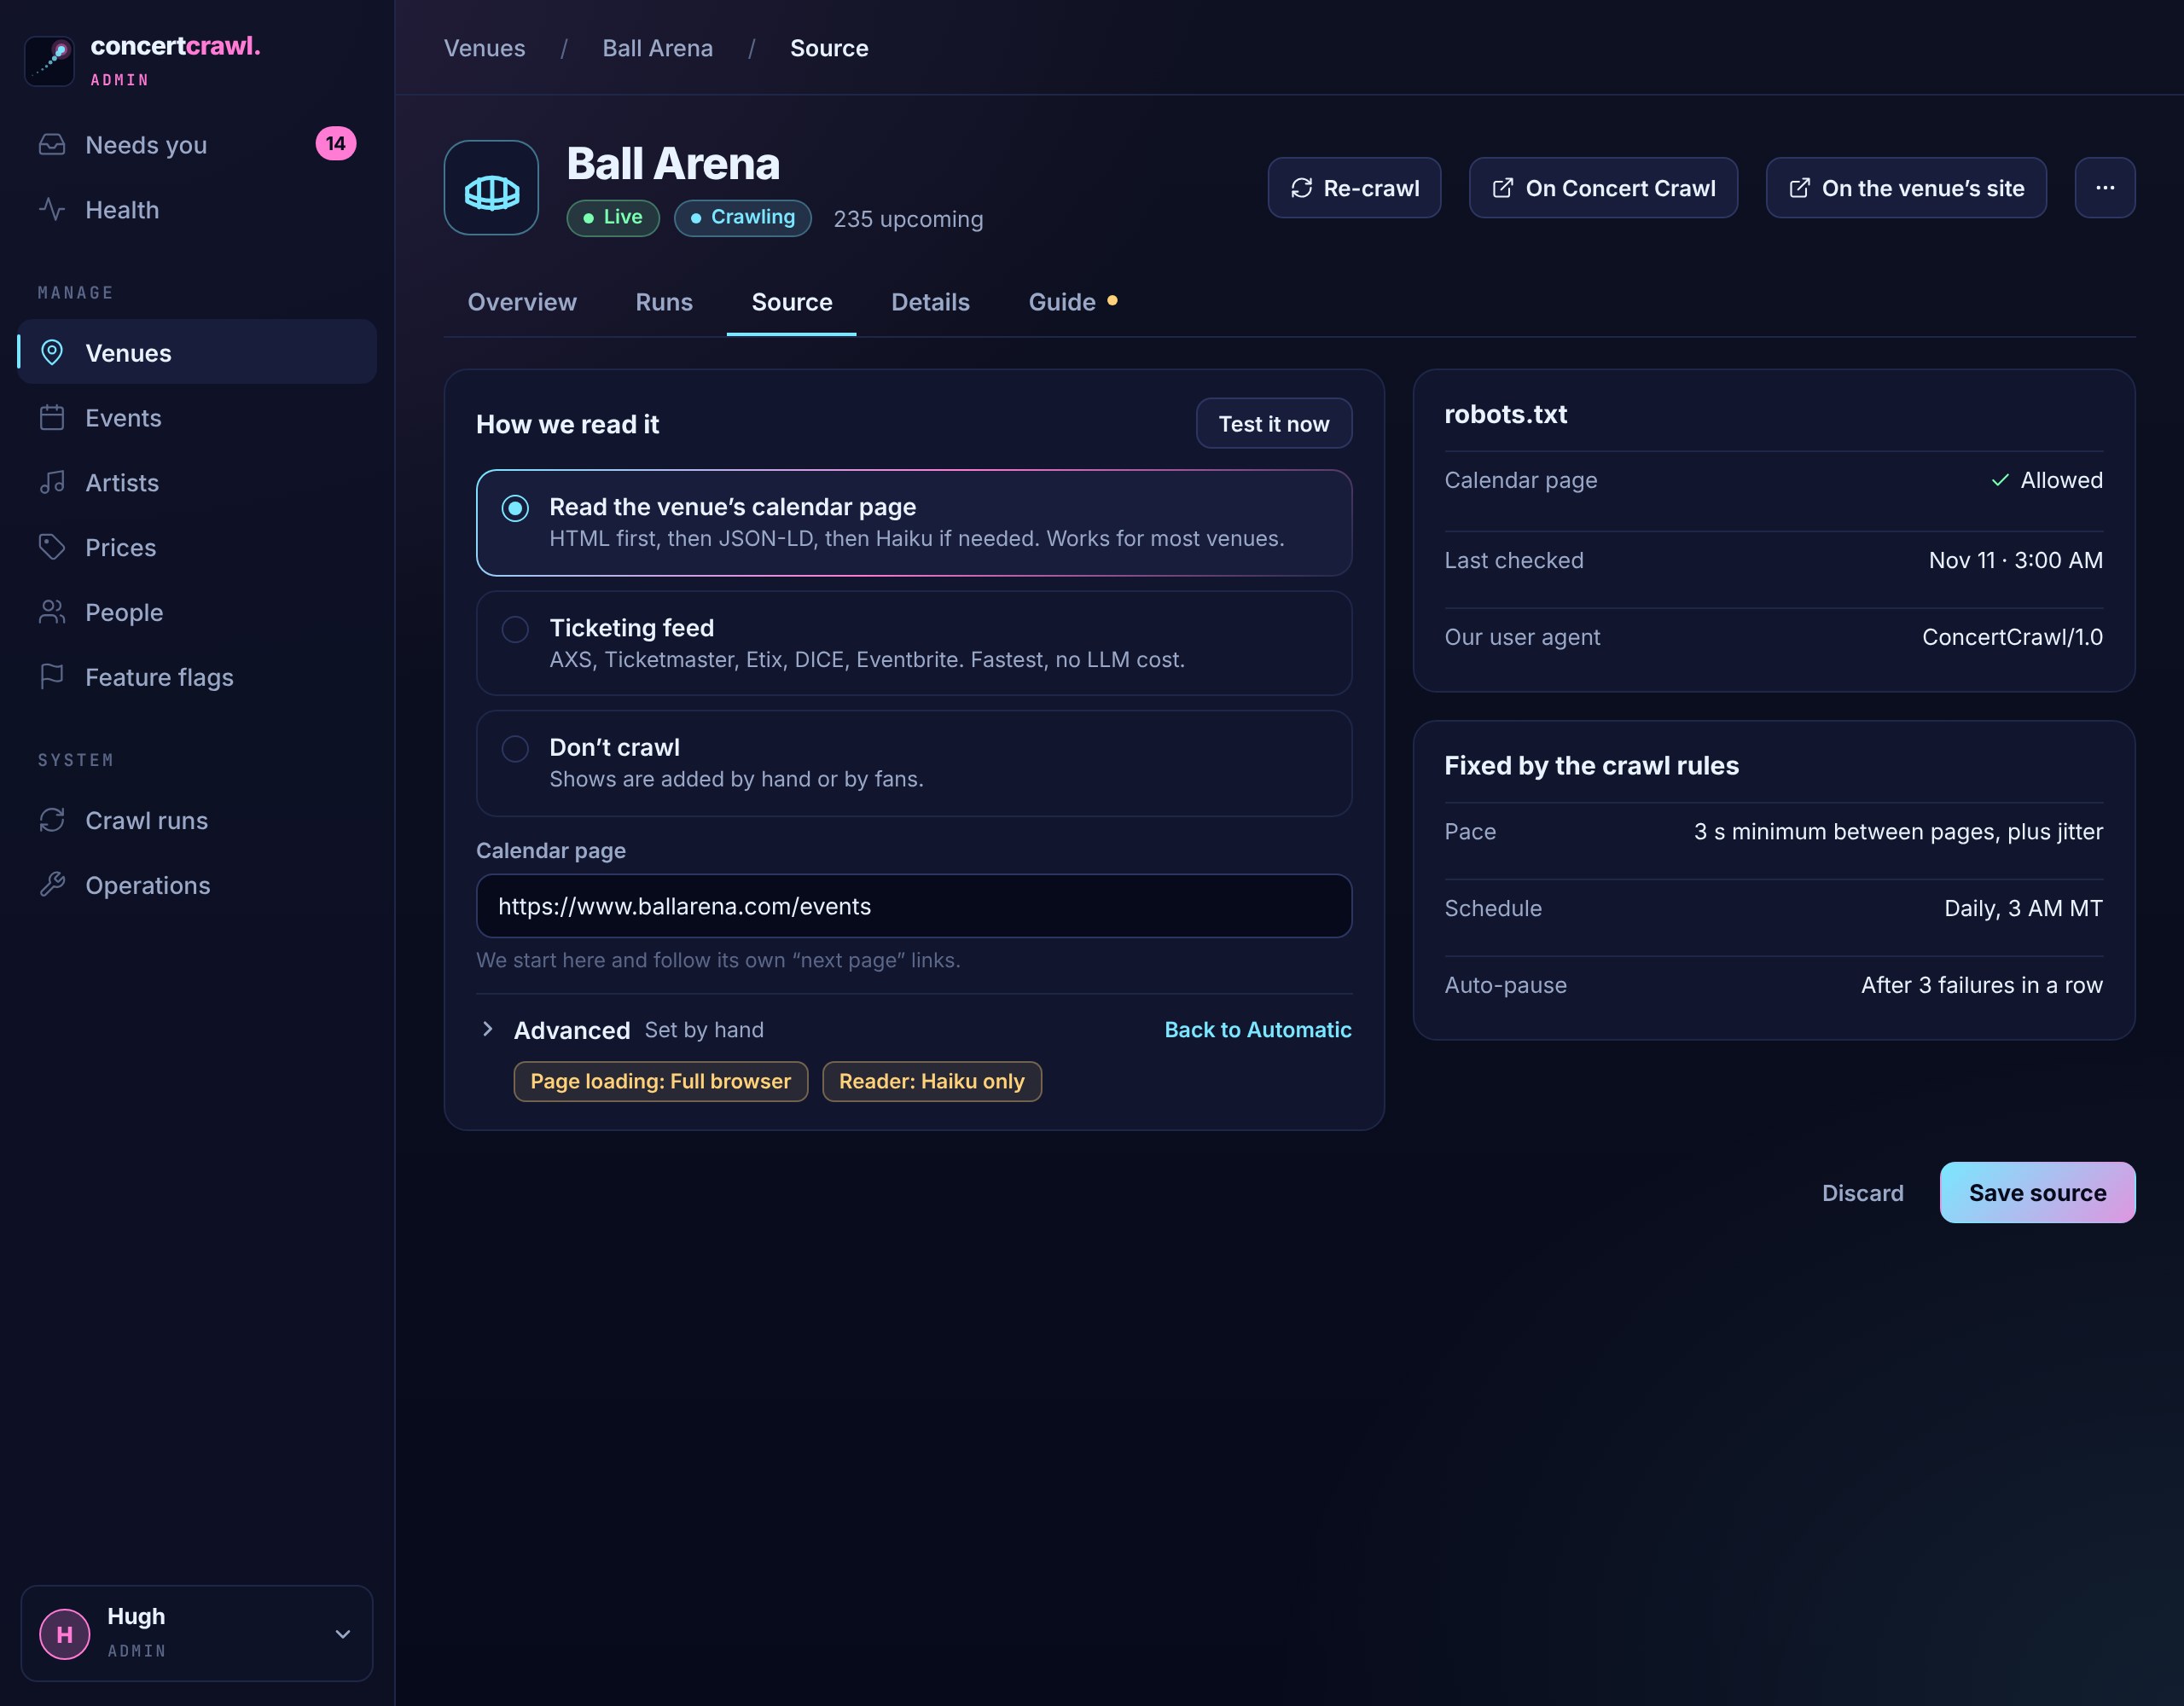 concertcrawl.
ADMIN
Needs you 14
Health
MANAGE
Venues
Events
Artists
Prices
People
Feature flags
SYSTEM
Crawl runs
Operations
H
Hugh
ADMIN
Venues / Ball Arena / Source
Ball Arena
Live Crawling 235 upcoming
Re-crawl On Concert Crawl On the venue’s site ···
Overview Runs Source Details Guide
How we read it Test it now
Read the venue’s calendar page
HTML first, then JSON-LD, then Haiku if needed. Works for most venues.
Ticketing feed
AXS, Ticketmaster, Etix, DICE, Eventbrite. Fastest, no LLM cost.
Don’t crawl
Shows are added by hand or by fans.
Calendar page
https://www.ballarena.com/events
We start here and follow its own “next page” links.
Advanced Set by hand Back to Automatic
Page loading: Full browser Reader: Haiku only
robots.txt
Calendar page Allowed
Last checked Nov 11 · 3:00 AM
Our user agent ConcertCrawl/1.0
Fixed by the crawl rules
Pace 3 s minimum between pages, plus jitter
Schedule Daily, 3 AM MT
Auto-pause After 3 failures in a row
Discard Save source